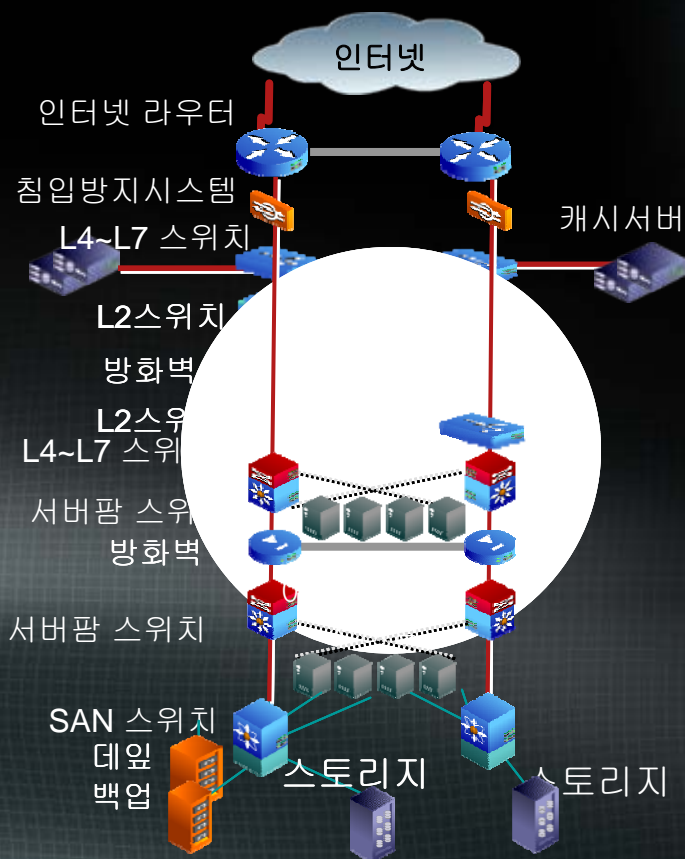 인터넷
인터넷 라우터
침입방지시스템
L4~L7 스위치
캐시서버
L2스위치
방화벽
L2스위
L4~L7 스위
서버팜 스위
방화벽
서버팜 스위치
SAN 스위치
데잎
백업
스토리지
스토리지